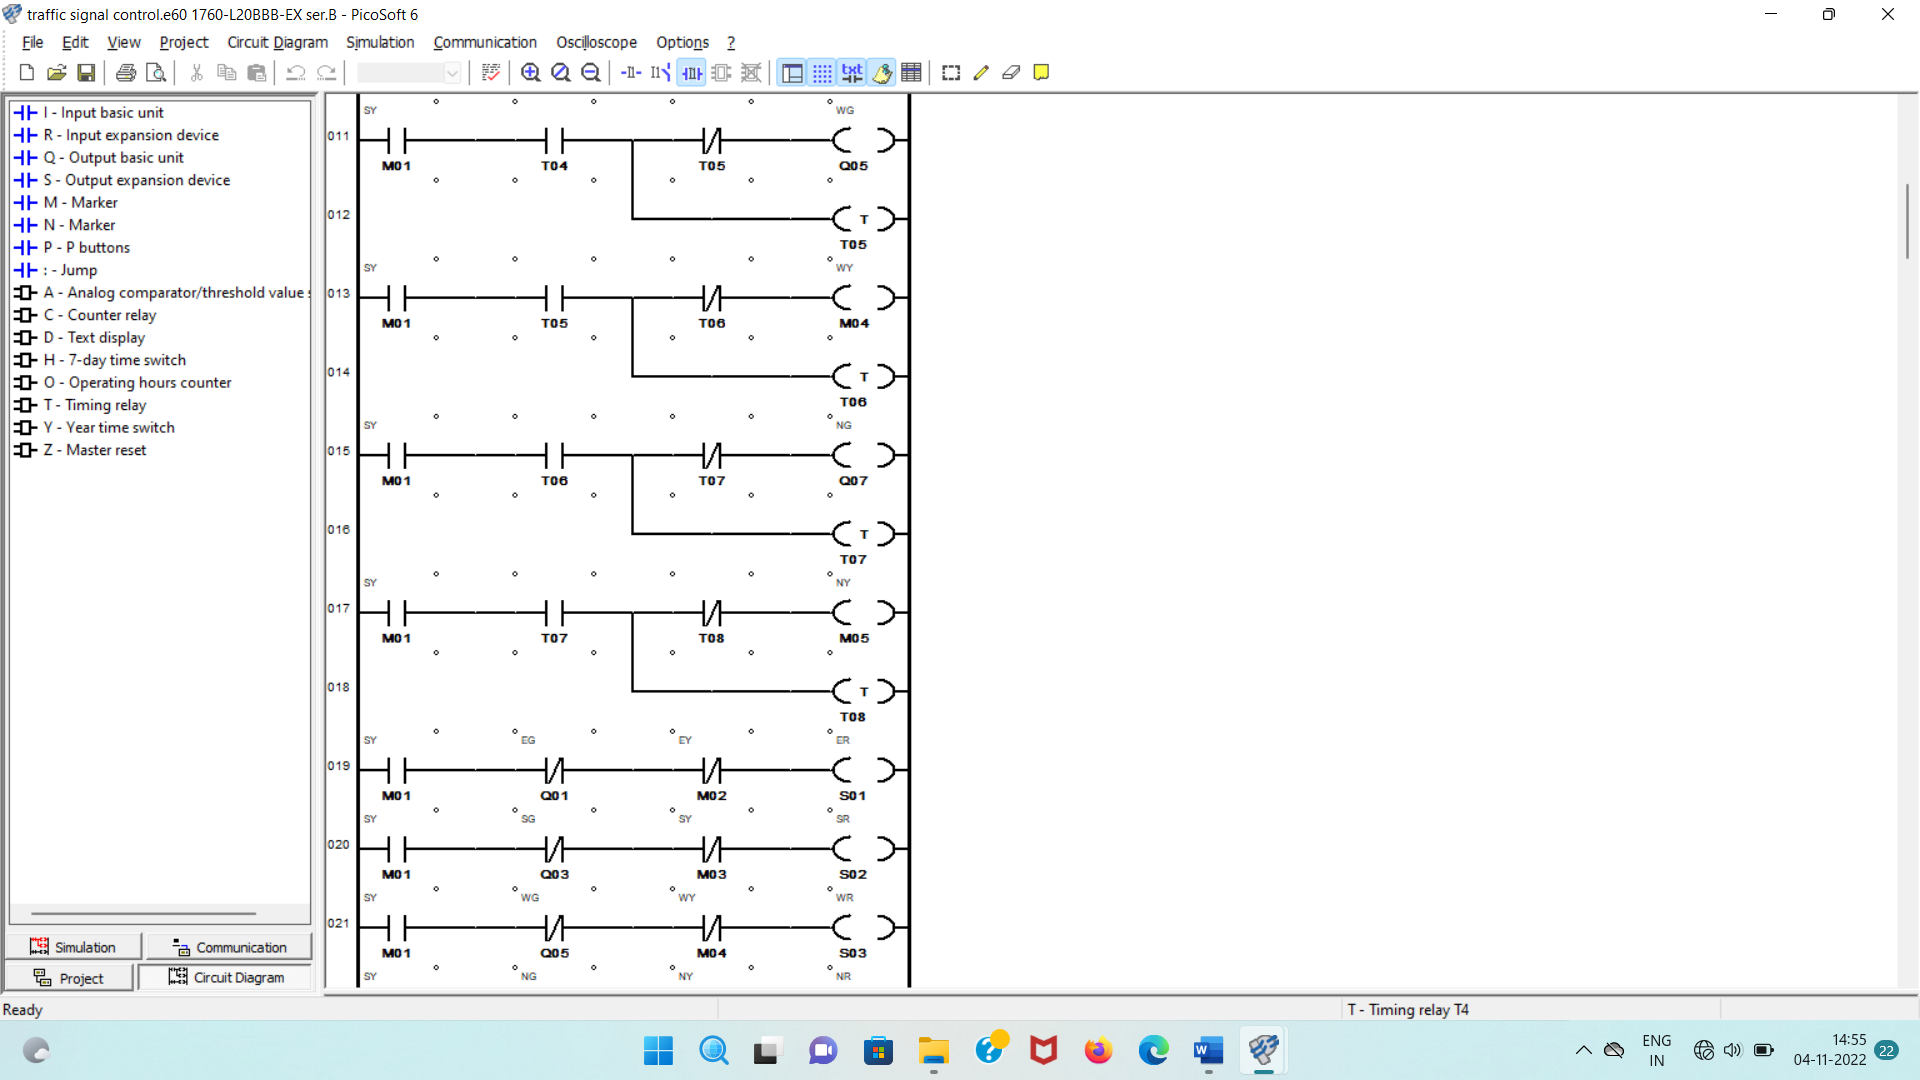 traffic signal control.e60 1760-L20BBB-EX ser.B - PicoSoft 6
File Edit View Project Circuit Diagram Simulation Communication Oscilloscope Options ?
txt
I - Input basic unit
R - Input expansion device
Q - Output basic unit
S - Output expansion device
M - Marker
N - Marker
P - P buttons
: - Jump
A - Analog comparator/threshold value
C - Counter relay
D - Text display
H - 7-day time switch
O - Operating hours counter
T - Timing relay
Y - Year time switch
Z - Master reset
Simulation Communication
Project Circuit Diagram
SY WG
011
M01 T04 T05 Q05
012 T
T05
SY WY
013
M01 T05 T06 M04
014 T
T06
SY NG
015
M01 T06 T07 Q07
016 T
T07
SY NY
017
M01 T07 T08 M05
018 T
T08
SY EG EY ER
019
M01 Q01 M02 S01
SY SG SY SR
020
M01 Q03 M03 S02
SY WG WY WR
021
M01 Q05 M04 S03
SY NG NY NR
Ready T - Timing relay T4
W ENG IN 14:55 04-11-2022 22